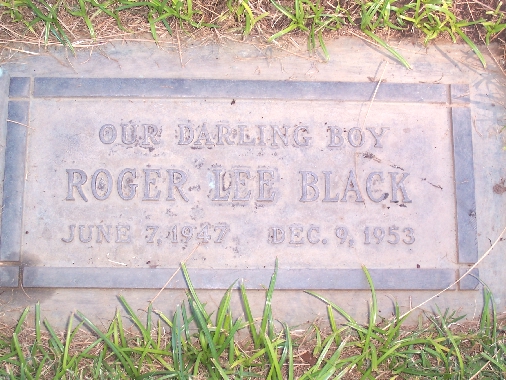 OUR DARLING BOY
ROGER LEE BLACK
JUNE 7, 1947 DEC. 9, 1953